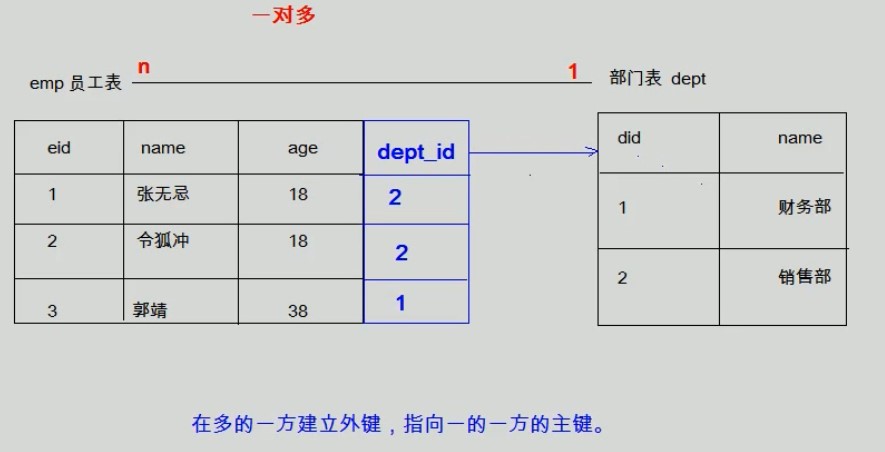 一对多
emp 员工表 n 1 部门表 dept
eid name age dept_id
1 张无忌 18 2
2 令狐冲 18 2
3 郭靖 38 1
did name
1 财务部
2 销售部
在多的一方建立外键，指向一的一方的主键。